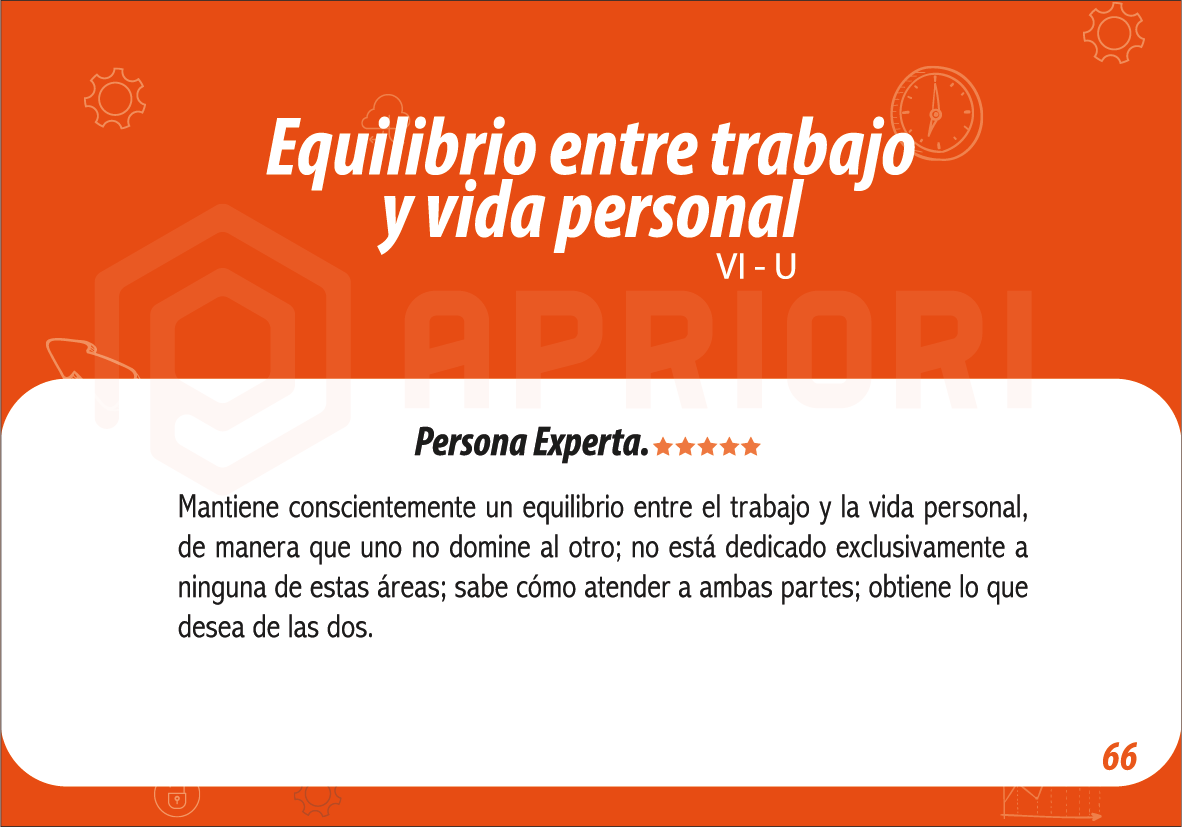 Equilibrio entre trabajo
y vida personal
VI - U
APRIORI
Persona Experta.
Mantiene conscientemente un equilibrio entre el trabajo y la vida personal,
de manera que uno no domine al otro; no está dedicado exclusivamente a
ninguna de estas áreas; sabe cómo atender a ambas partes; obtiene lo que
desea de las dos.
66